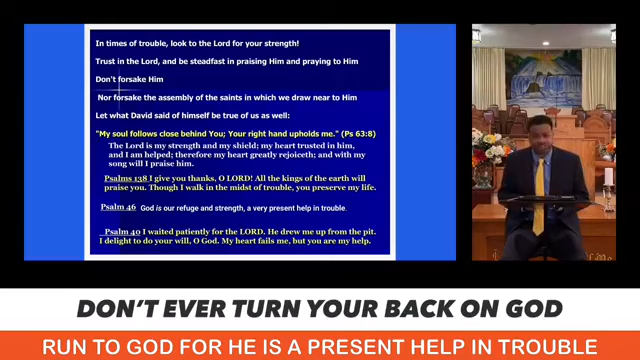 In times of trouble, look to the Lord for your strength!
Trust in the Lord, and be steadfast in praising Him and praying to Him
Don't forsake Him
Nor forsake the assembly of the saints in which we draw near to Him
Let what David said of himself be true of us as well:
"My soul follows close behind You; Your right hand upholds me." (Ps 63:8)
The Lord is my strength and my shield; my heart trusted in him,
and I am helped; therefore my heart greatly rejoiceth; and with my
song will I praise him.
Psalms 138 I give you thanks, O LORD! All the kings of the earth will
praise you. Though I walk in the midst of trouble, you preserve my life.
Psalm 46 God is our refuge and strength, a very present help in trouble.
Psalm 40 I waited patiently for the LORD. He drew me up from the pit.
I delight to do your will, O God. My heart fails me, but you are my help.
DON'T EVER TURN YOUR BACK ON GOD
RUN TO GOD FOR HE IS A PRESENT HELP IN TROUBLE